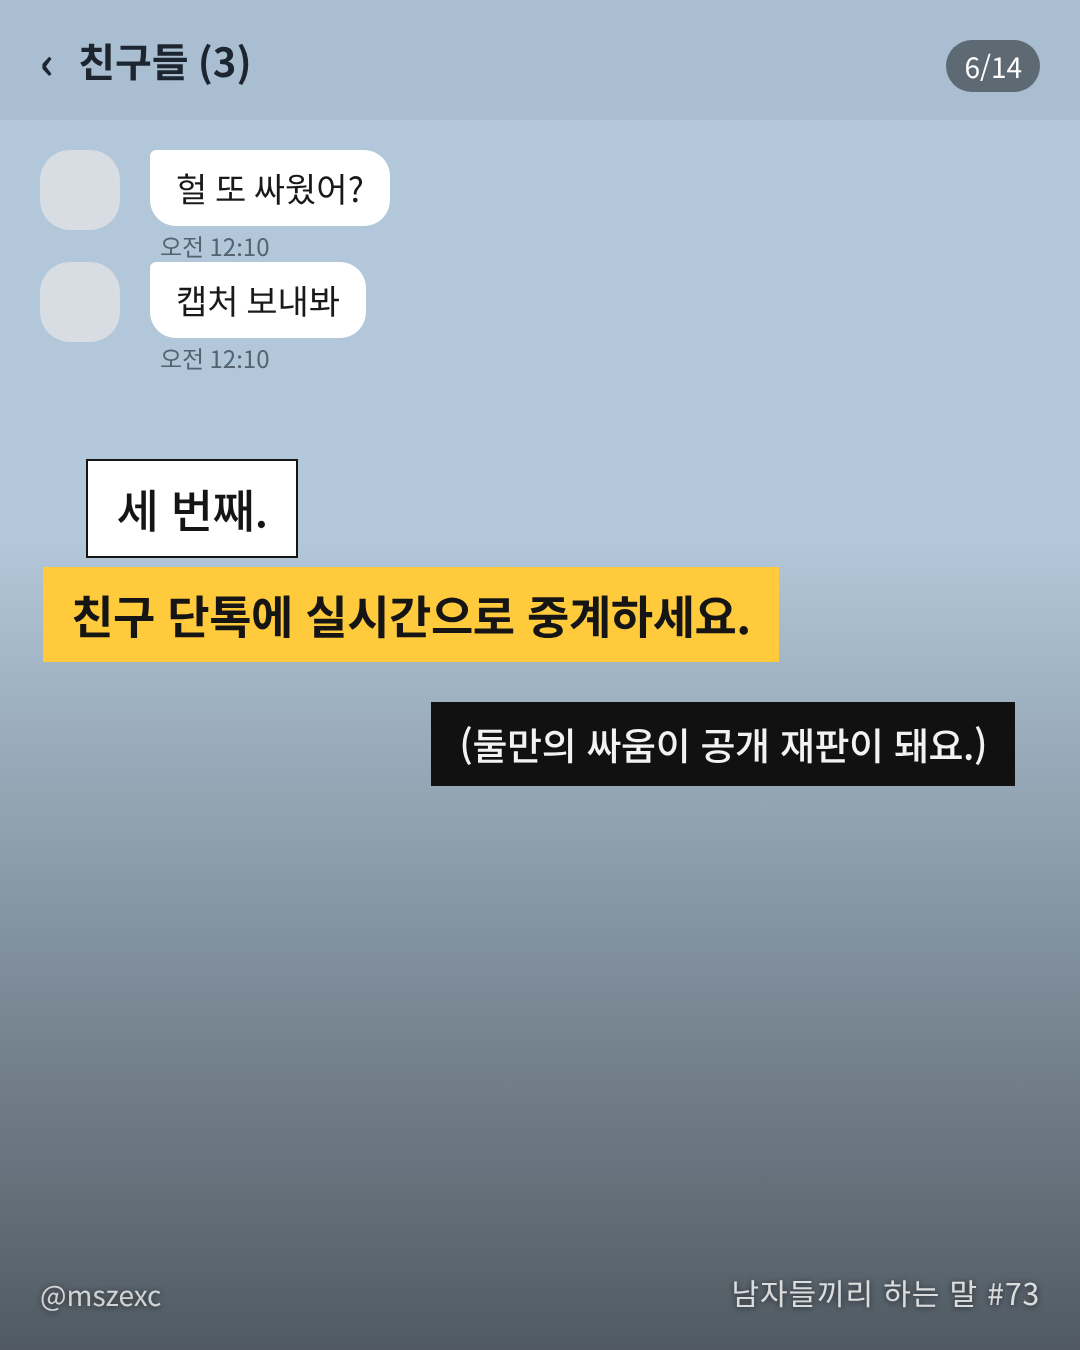 ‹ 친구들 (3)
6/14
헐 또 싸웠어?
오전 12:10
캡처 보내봐
오전 12:10
세 번째.
친구 단톡에 실시간으로 중계하세요.
(둘만의 싸움이 공개 재판이 돼요.)
@mszexc
남자들끼리 하는 말 #73